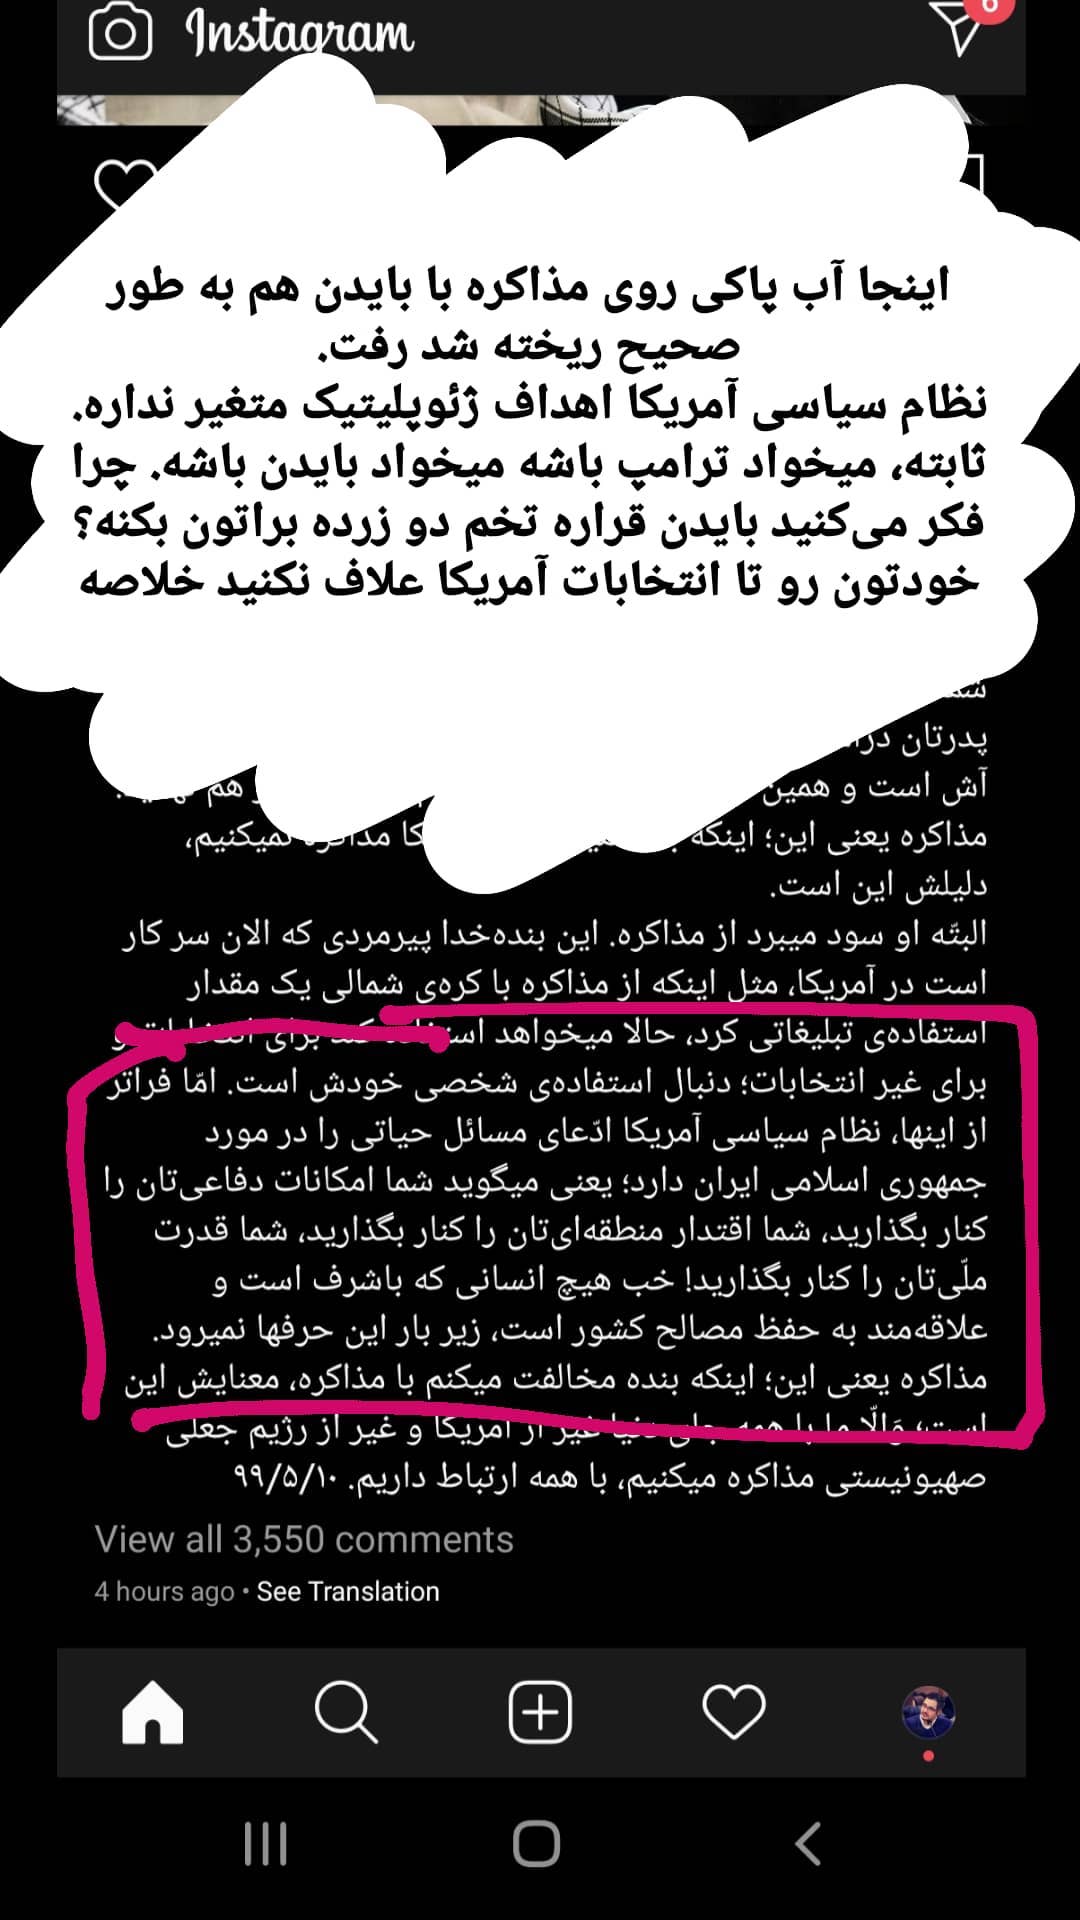 Instagram
6
اینجا آب پاکی روی مذاکره با بایدن هم به طور
صحیح ریخته شد رفت.
نظام سیاسی آمریکا اهداف ژئوپلیتیک متغیر نداره.
ثابته، میخواد ترامپ باشه میخواد بایدن باشه. چرا
فکر می‌کنید بایدن قراره تخم دو زرده براتون بکنه؟
خودتون رو تا انتخابات آمریکا علاف نکنید خلاصه
پدرتان
آش است و همین هم
مذاکره یعنی این؛ اینکه نمیکنیم،
دلیلش این است.
البتّه او سود میبرد از مذاکره. این بنده‌خدا پیرمردی که الان سر کار
است در آمریکا، مثل اینکه از مذاکره با کره‌ی شمالی یک مقدار
استفاده‌ی تبلیغاتی کرد، حالا میخواهد استفاده کند برای انتخابات و
برای غیر انتخابات؛ دنبال استفاده‌ی شخصی خودش است. امّا فراتر
از اینها، نظام سیاسی آمریکا ادّعای مسائل حیاتی را در مورد
جمهوری اسلامی ایران دارد؛ یعنی میگوید شما امکانات دفاعی‌تان را
کنار بگذارید، شما اقتدار منطقه‌ای‌تان را کنار بگذارید، شما قدرت
ملّی‌تان را کنار بگذارید! خب هیچ انسانی که باشرف است و
علاقه‌مند به حفظ مصالح کشور است، زیر بار این حرفها نمیرود.
مذاکره یعنی این؛ اینکه بنده مخالفت میکنم با مذاکره، معنایش این
است؛ وَالّا ما با همه جای دنیا غیر از آمریکا و غیر از رژیم جعلی
صهیونیستی مذاکره میکنیم، با همه ارتباط داریم. ۹۹/۵/۱۰
View all 3,550 comments
4 hours ago • See Translation